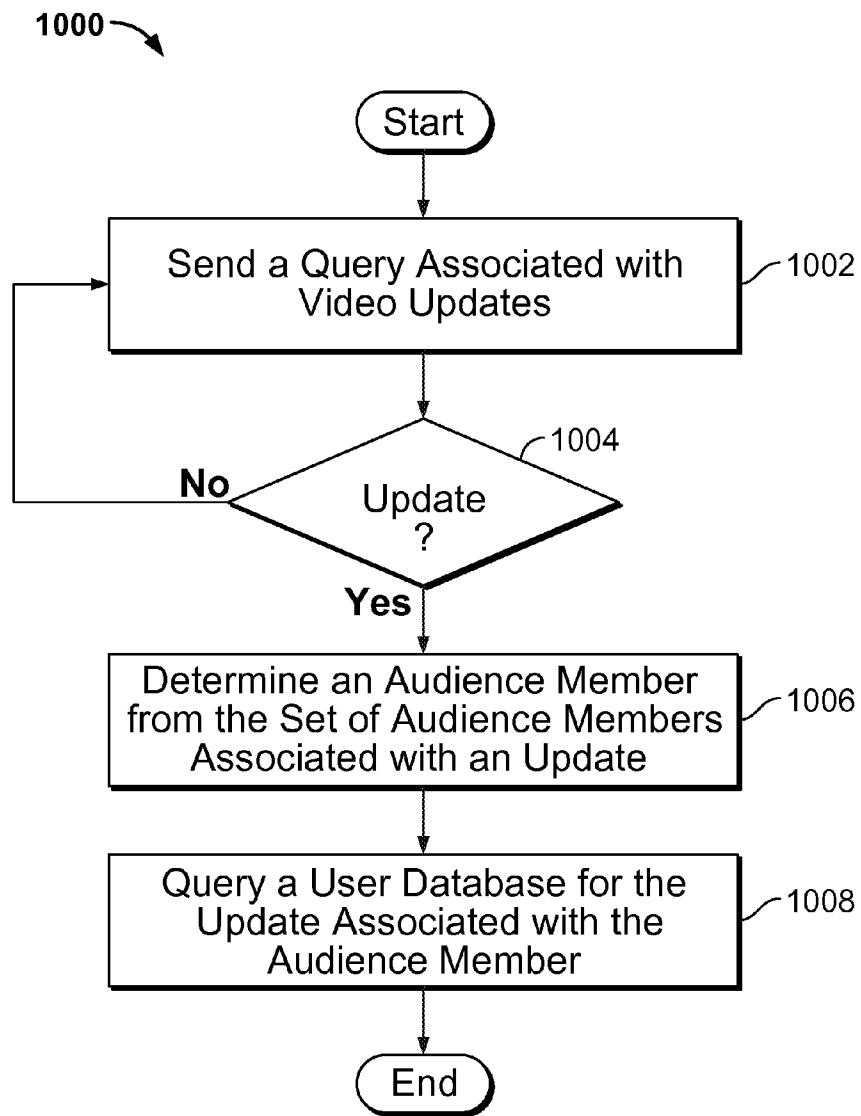 1000
Start
Send a Query Associated with
Video Updates
1002
1004
No
Update
?
Yes
Determine an Audience Member
from the Set of Audience Members
Associated with an Update
1006
Query a User Database for the
Update Associated with the
Audience Member
1008
End